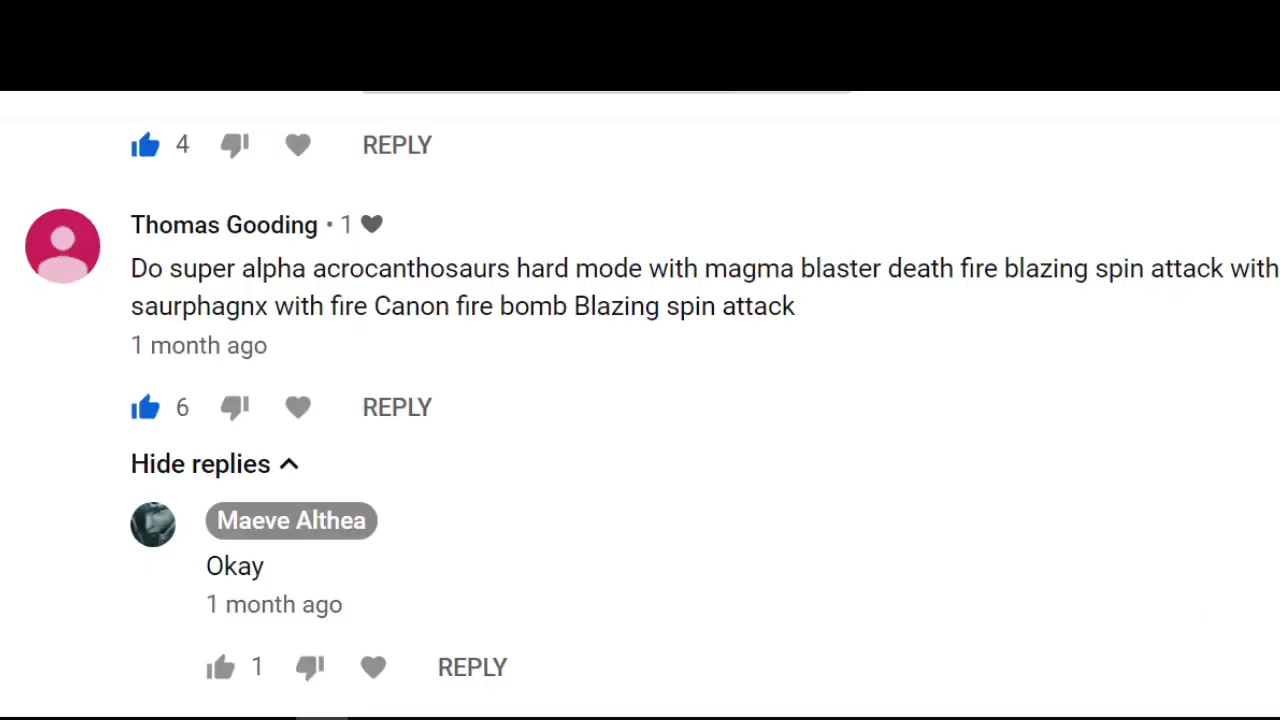 4 REPLY
Thomas Gooding • 1
Do super alpha acrocanthosaurs hard mode with magma blaster death fire blazing spin attack with
saurphagnx with fire Canon fire bomb Blazing spin attack
1 month ago
6 REPLY
Hide replies
Maeve Althea
Okay
1 month ago
1 REPLY